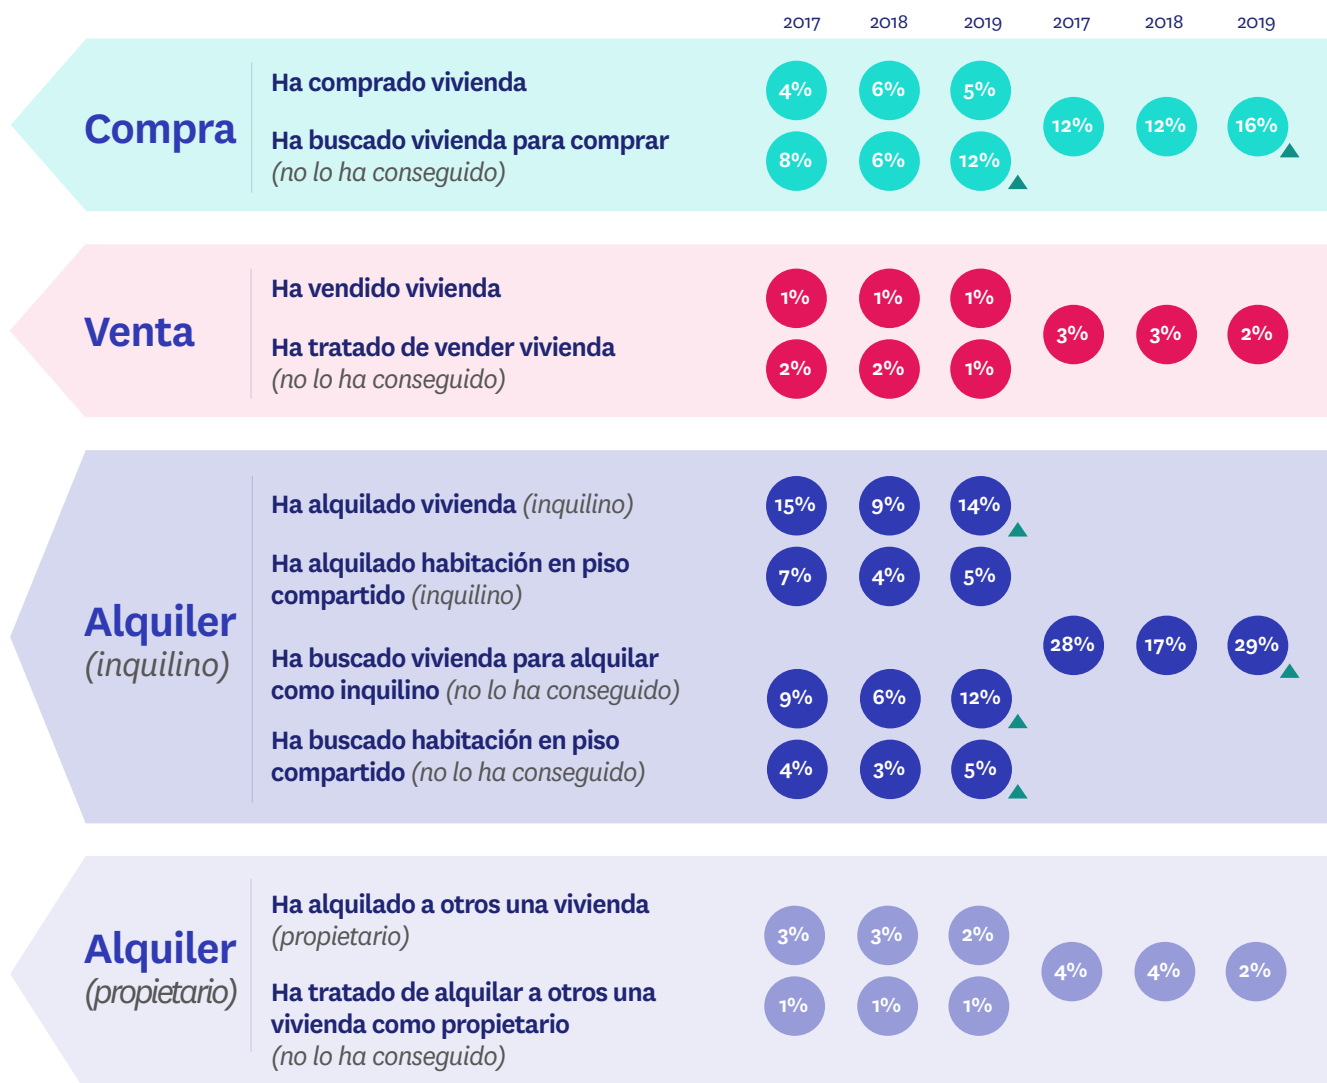 2017 2018 2019 2017 2018 2019
Compra
Ha comprado vivienda
4% 6% 5%
Ha buscado vivienda para comprar
(no lo ha conseguido)
8% 6% 12%
12% 12% 16%
Venta
Ha vendido vivienda
1% 1% 1%
Ha tratado de vender vivienda
(no lo ha conseguido)
2% 2% 1%
3% 3% 2%
Alquiler
(inquilino)
Ha alquilado vivienda (inquilino)
15% 9% 14%
Ha alquilado habitación en piso
compartido (inquilino)
7% 4% 5%
Ha buscado vivienda para alquilar
como inquilino (no lo ha conseguido)
9% 6% 12%
Ha buscado habitación en piso
compartido (no lo ha conseguido)
4% 3% 5%
28% 17% 29%
Alquiler
(propietario)
Ha alquilado a otros una vivienda
(propietario)
3% 3% 2%
Ha tratado de alquilar a otros una
vivienda como propietario
(no lo ha conseguido)
1% 1% 1%
4% 4% 2%